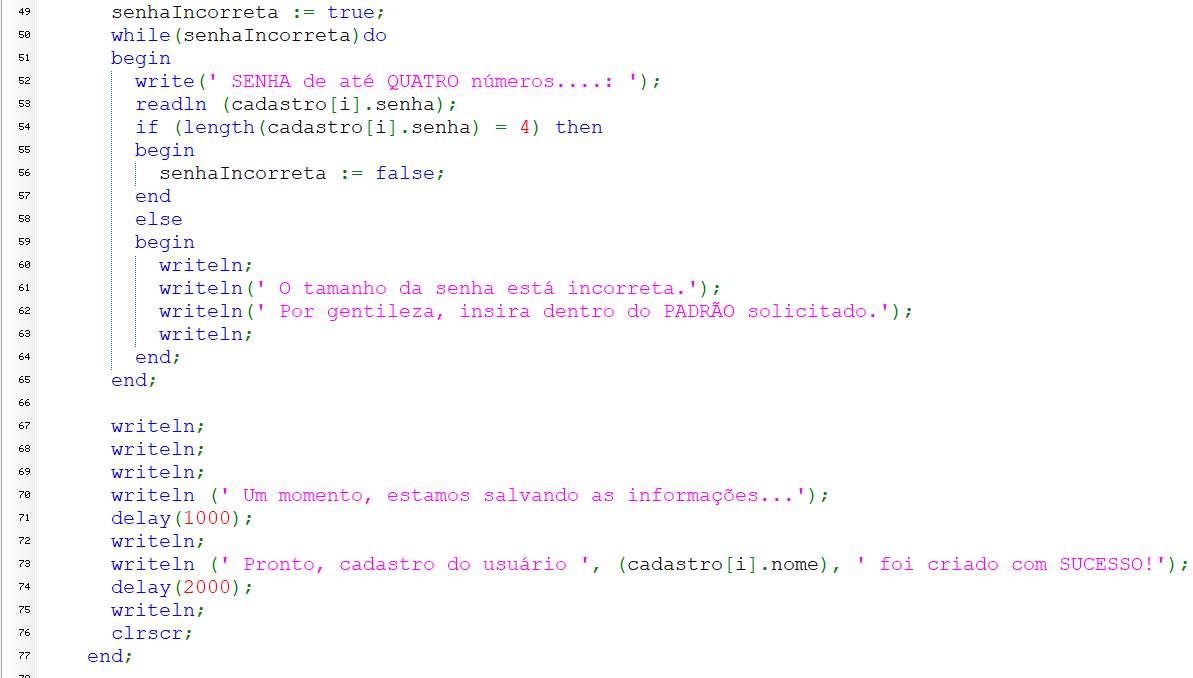 49 senhaIncorreta := true;
50 while(senhaIncorreta)do
51 begin
52 write(' SENHA de até QUATRO números....: ');
53 readln (cadastro[i].senha);
54 if (length(cadastro[i].senha) = 4) then
55 begin
56 senhaIncorreta := false;
57 end
58 else
59 begin
60 writeln;
61 writeln(' O tamanho da senha está incorreta.');
62 writeln(' Por gentileza, insira dentro do PADRÃO solicitado.');
63 writeln;
64 end;
65 end;
66
67 writeln;
68 writeln;
69 writeln;
70 writeln (' Um momento, estamos salvando as informações...');
71 delay(1000);
72 writeln;
73 writeln (' Pronto, cadastro do usuário ', (cadastro[i].nome), ' foi criado com SUCESSO!');
74 delay(2000);
75 writeln;
76 clrscr;
77 end;